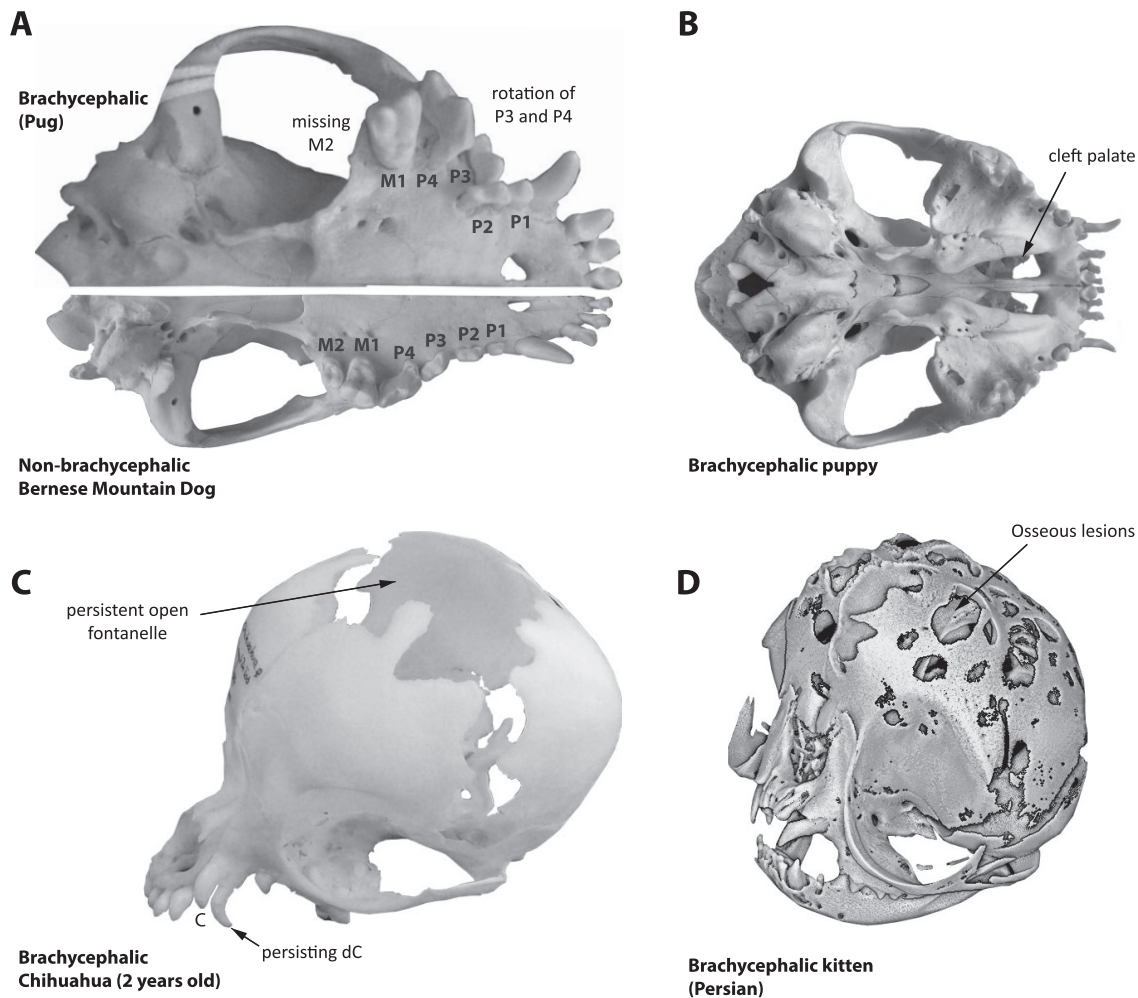 A
Brachycephalic
(Pug)
missing
M2
rotation of
P3 and P4
M1 P4 P3
P2 P1
M2 M1 P4 P3 P2 P1
Non-brachycephalic
Bernese Mountain Dog
B
cleft palate
Brachycephalic puppy
C
persistent open
fontanelle
C
persisting dC
Brachycephalic
Chihuahua (2 years old)
D
Osseous lesions
Brachycephalic kitten
(Persian)